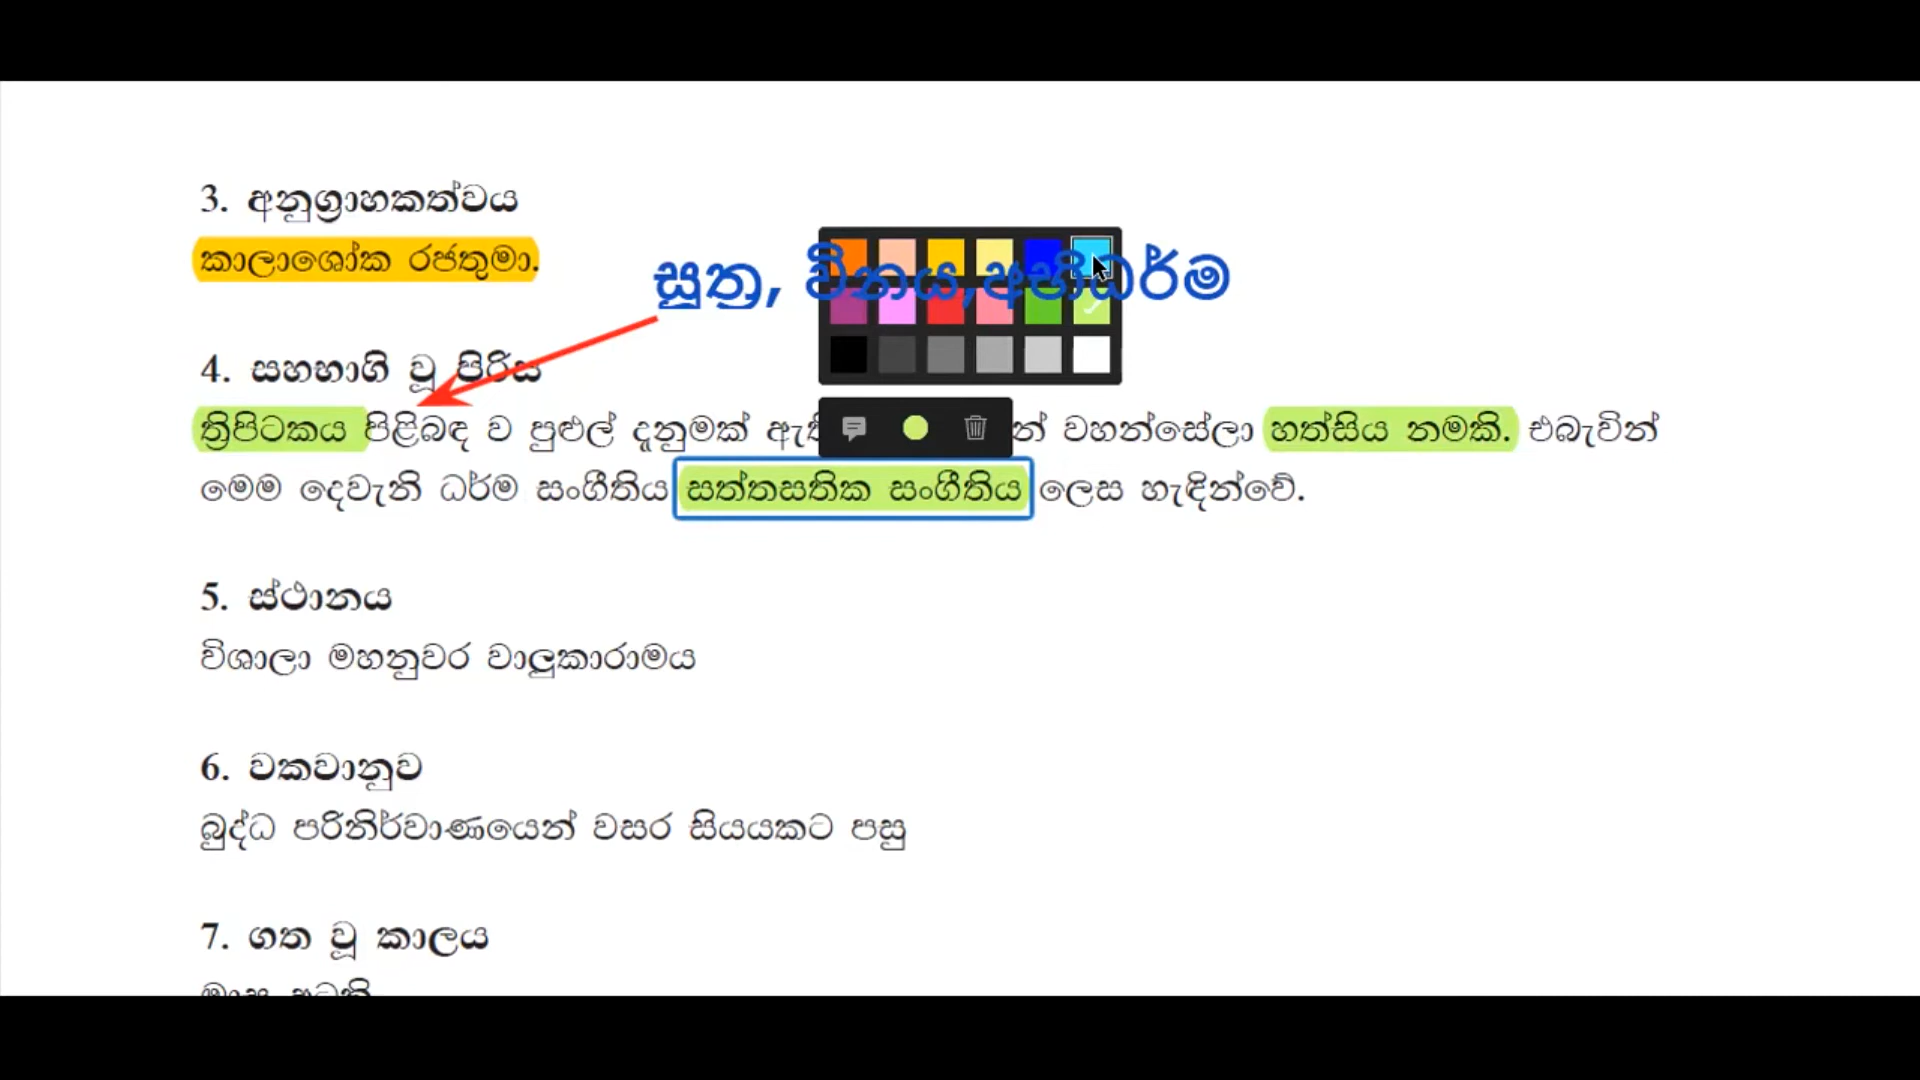 3. අනුග්‍රාහකත්වය
කාලාශෝක රජතුමා.
සූත්‍ර, විනය,අභිධර්ම
4. සහභාගි වූ පිරිස
ත්‍රිපිටකය පිළිබඳ ව පුළුල් දැනුමක් වහන්සේලා හත්සිය නමකි. එබැවින්
මෙම දෙවැනි ධර්ම සංගීතිය සත්තසතික සංගීතිය ලෙස හැඳින්වේ.
5. ස්ථානය
විශාලා මහනුවර වාලුකාරාමය
6. වකවානුව
බුද්ධ පරිනිර්වාණයෙන් වසර සියයකට පසු
7. ගත වූ කාලය